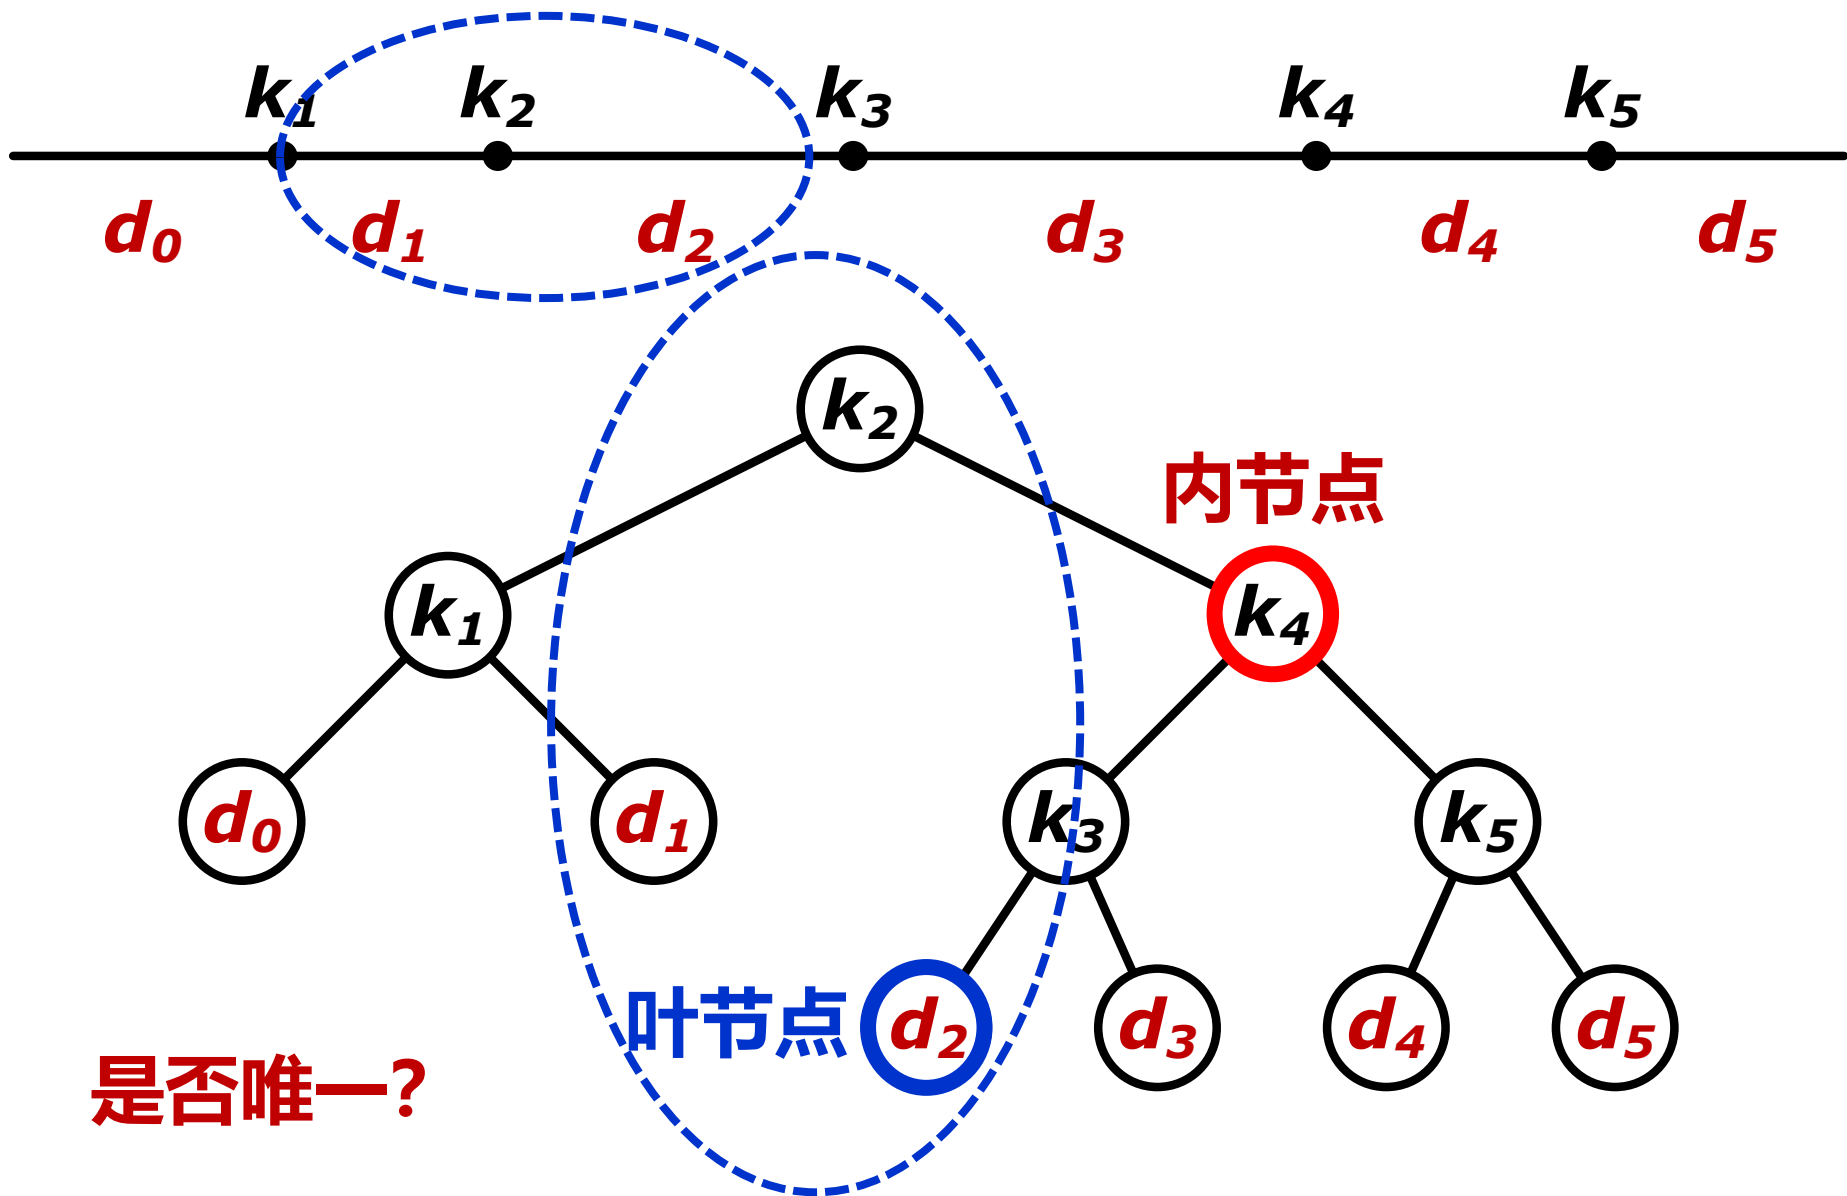 k₁ k₂ k₃ k₄ k₅
d₀ d₁ d₂ d₃ d₄ d₅
k₂
内节点
k₁ k₄
d₀ d₁ k₃ k₅
叶节点 d₂ d₃ d₄ d₅
是否唯一?